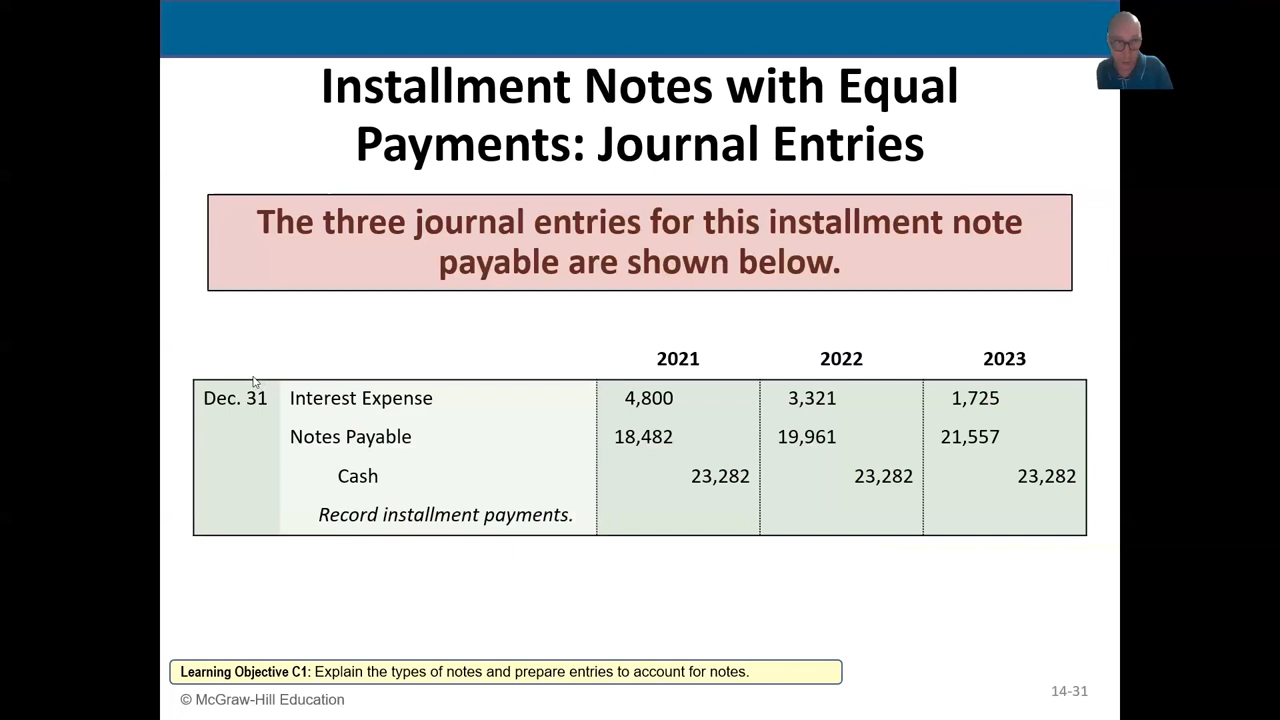 Installment Notes with Equal
Payments: Journal Entries
The three journal entries for this installment note
payable are shown below.
2021 2022 2023
Dec. 31 Interest Expense 4,800 3,321 1,725
Notes Payable 18,482 19,961 21,557
Cash 23,282 23,282 23,282
Record installment payments.
Learning Objective C1: Explain the types of notes and prepare entries to account for notes.
© McGraw-Hill Education
14-31